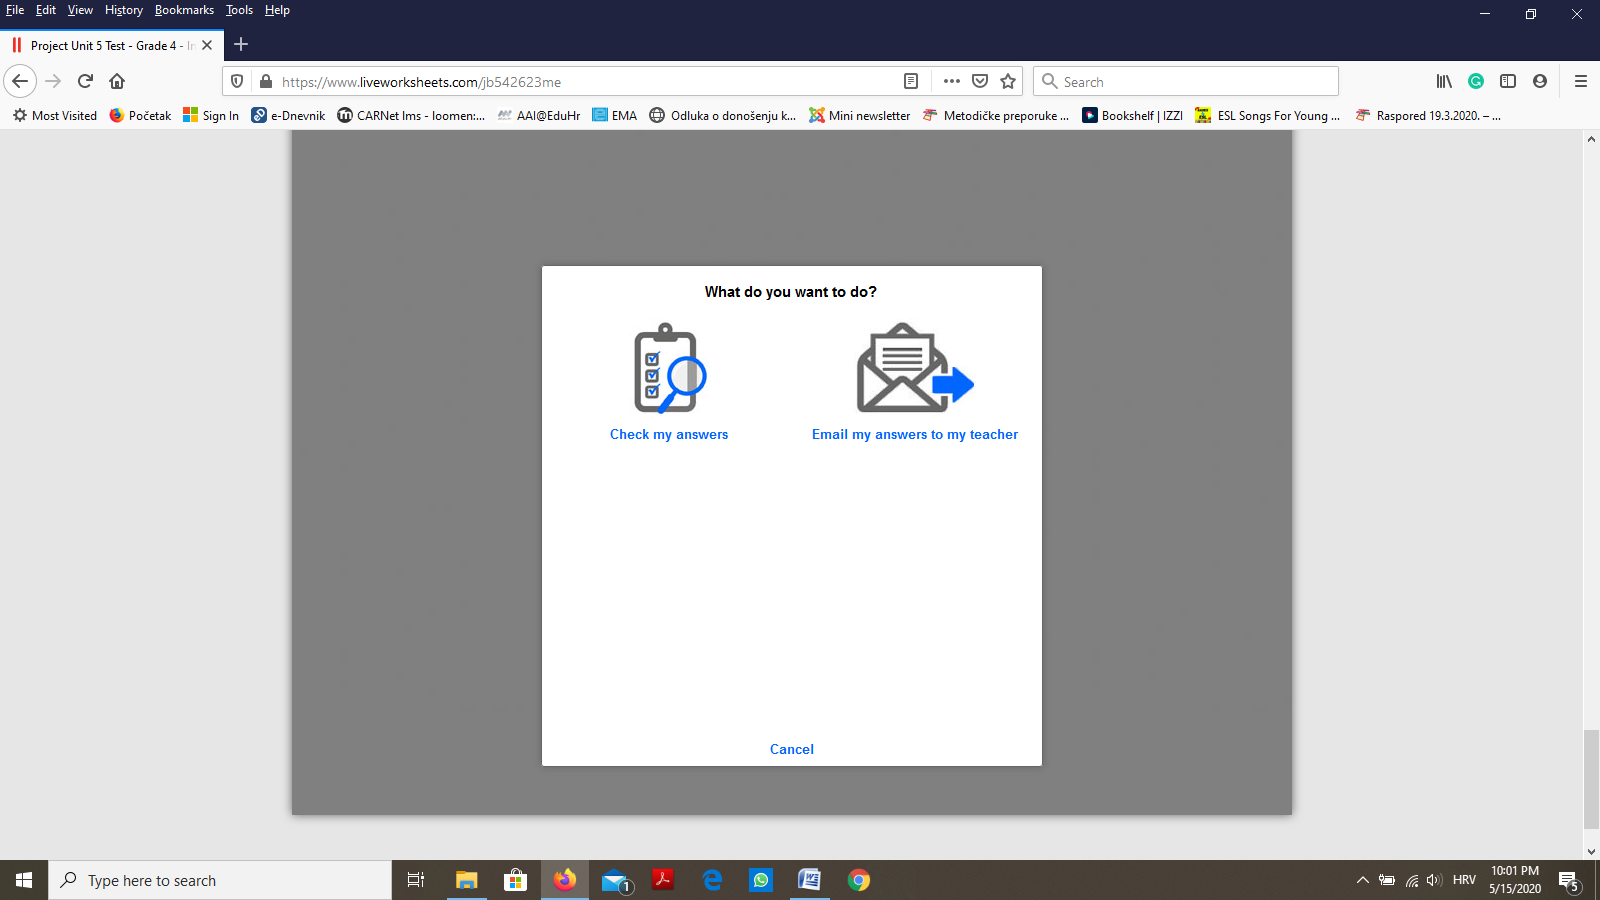 File Edit View History Bookmarks Tools Help
Project Unit 5 Test - Grade 4 - In
https://www.liveworksheets.com/jb542623me
Search
Most Visited Početak Sign In e-Dnevnik CARNet lms - loomen:... AAI@EduHr EMA Odluka o donošenju k... Mini newsletter Metodičke preporuke ... Bookshelf | IZZI ESL Songs For Young ... Raspored 19.3.2020. – ...
What do you want to do?
Check my answers Email my answers to my teacher
Cancel
Type here to search
1
HRV
10:01 PM
5/15/2020
5